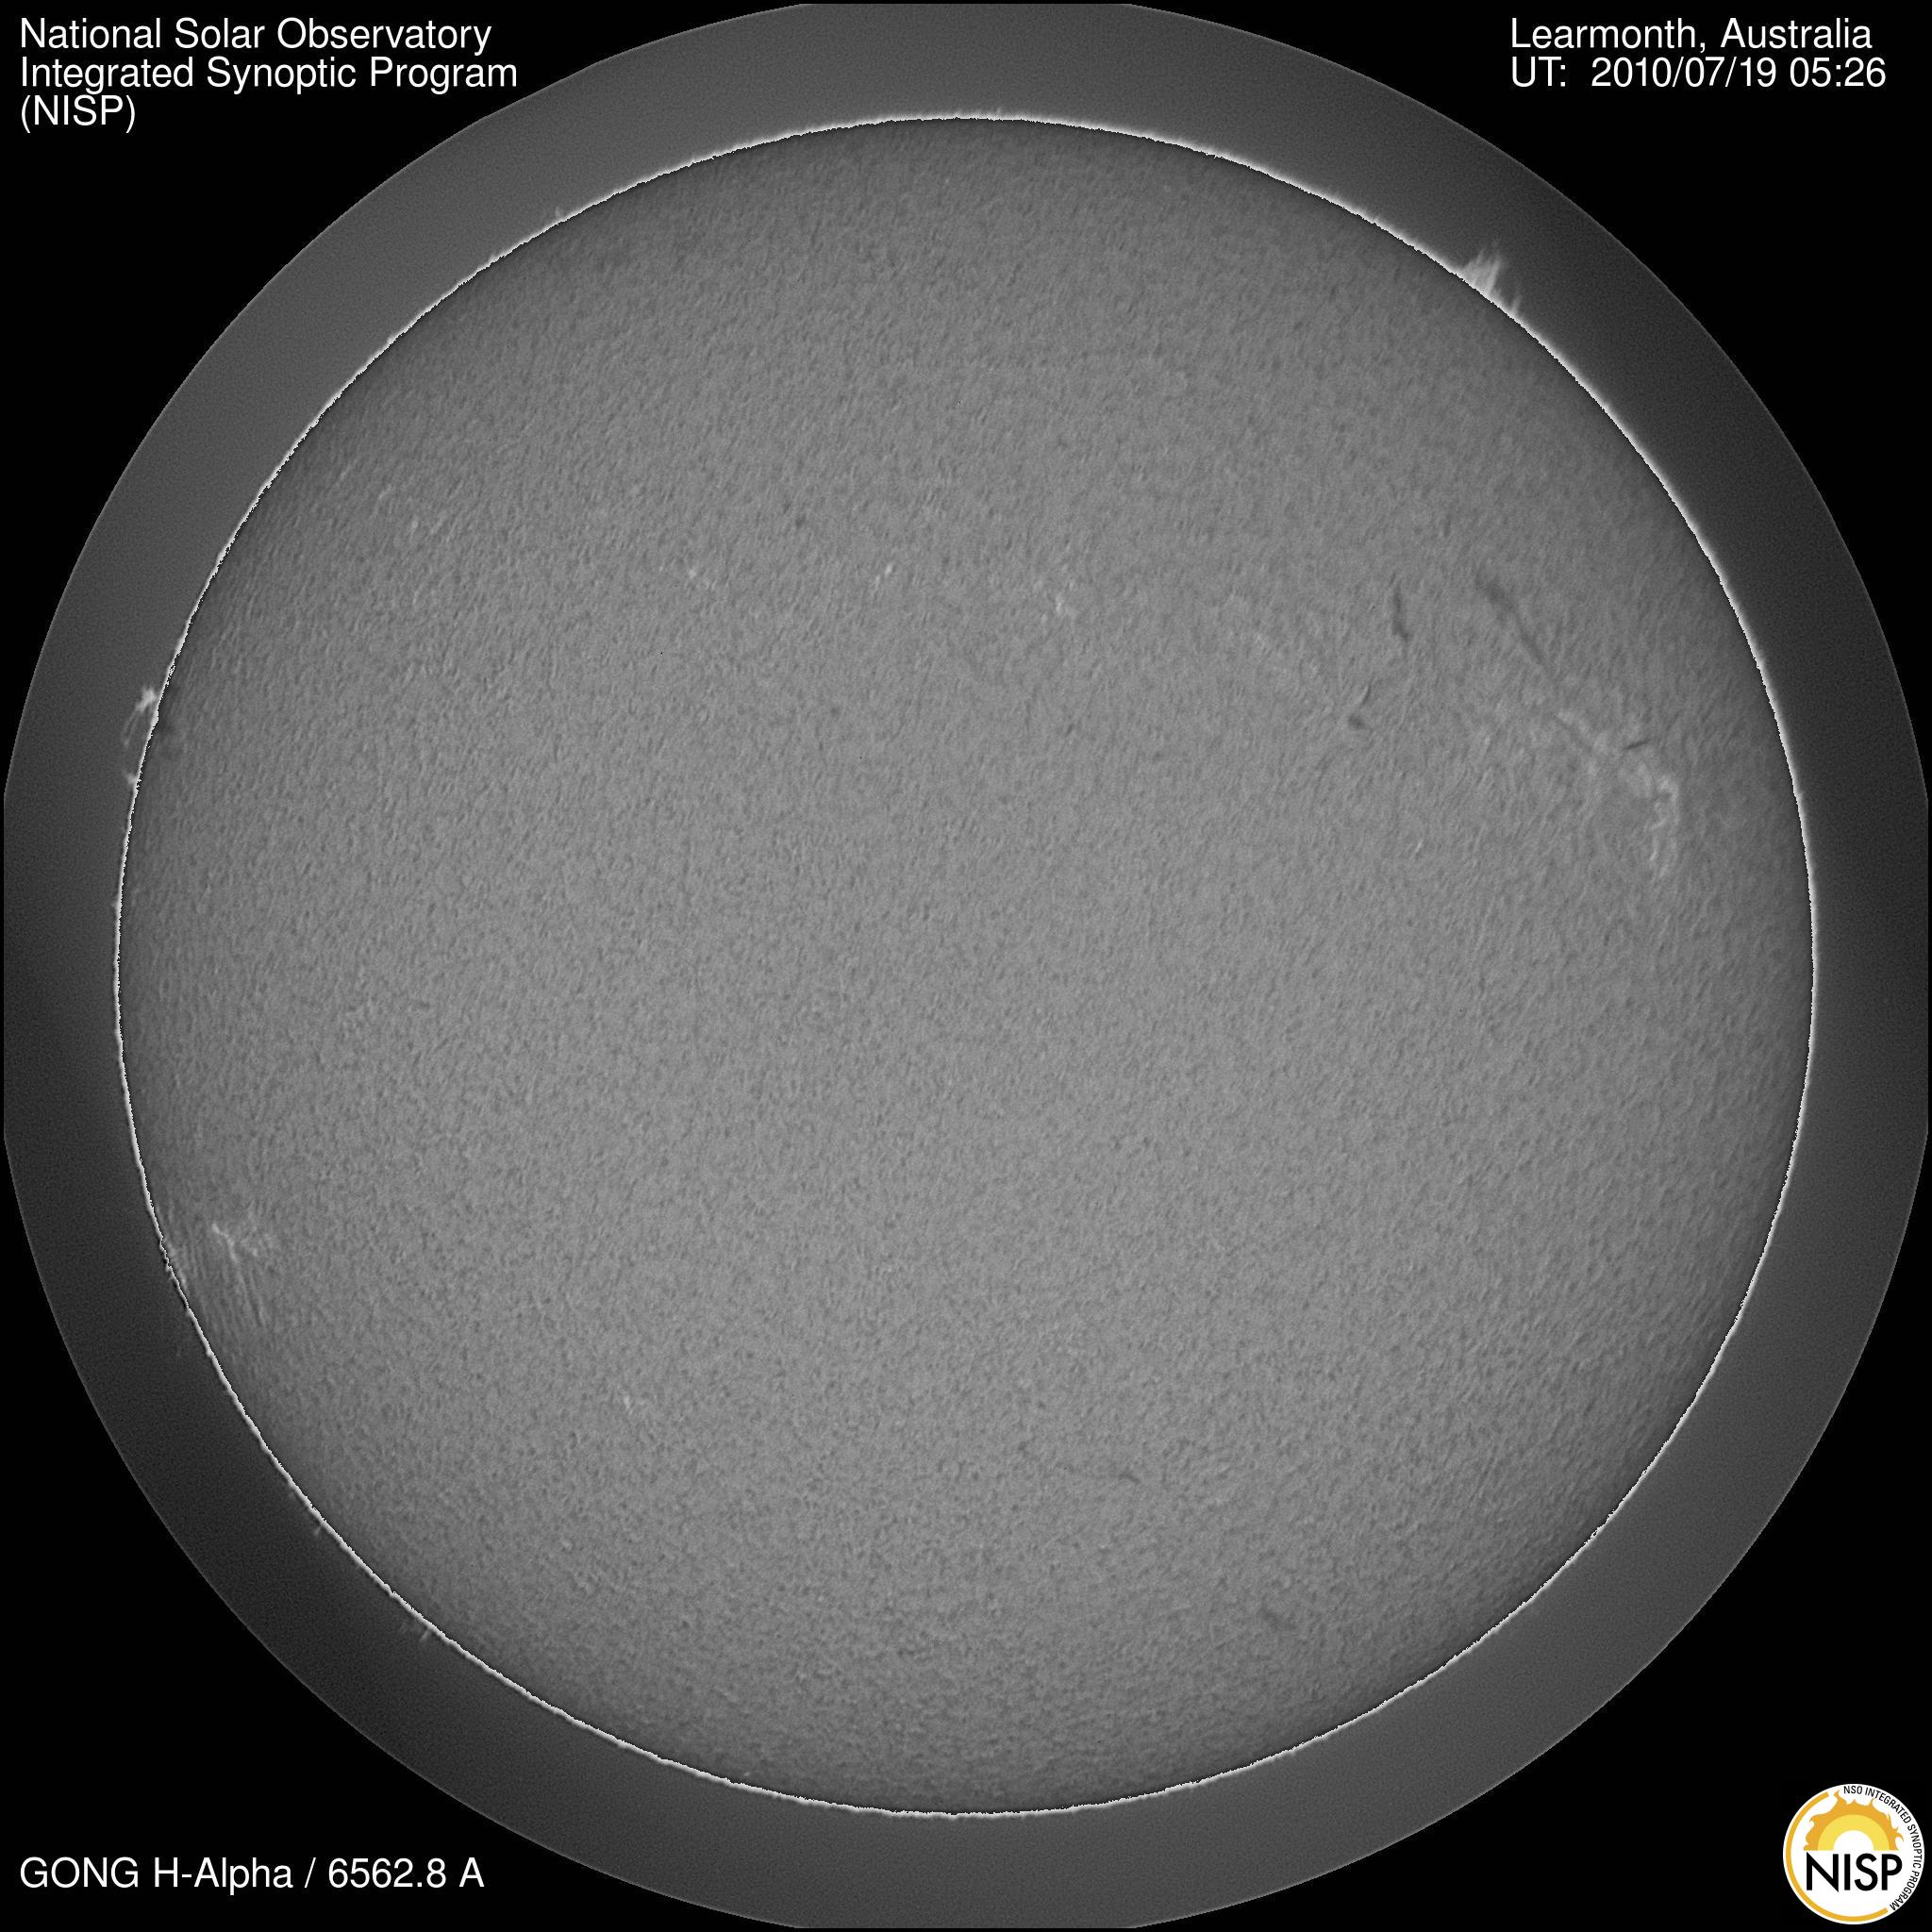 National Solar Observatory
Integrated Synoptic Program
(NISP)
Learmonth, Australia
UT: 2010/07/19 05:26
GONG H-Alpha / 6562.8 A
NSO INTEGRATED SYNOPTIC PROGRAM
NISP